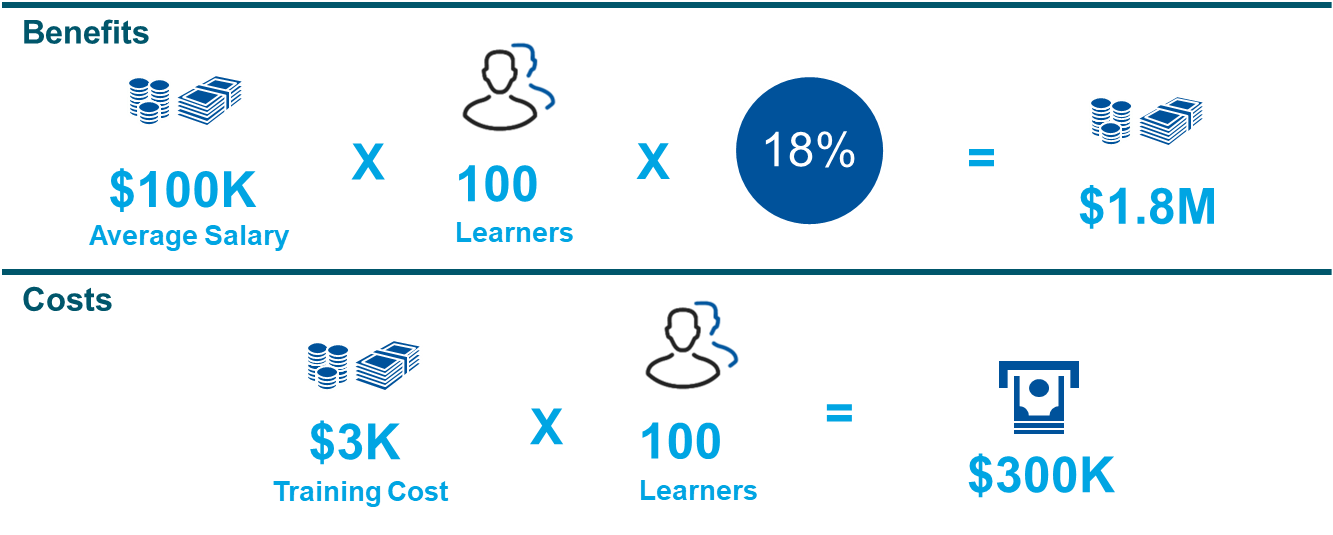 Benefits
$100K
Average Salary
X
100
Learners
X
18%
=
$1.8M
Costs
$3K
Training Cost
X
100
Learners
=
$300K